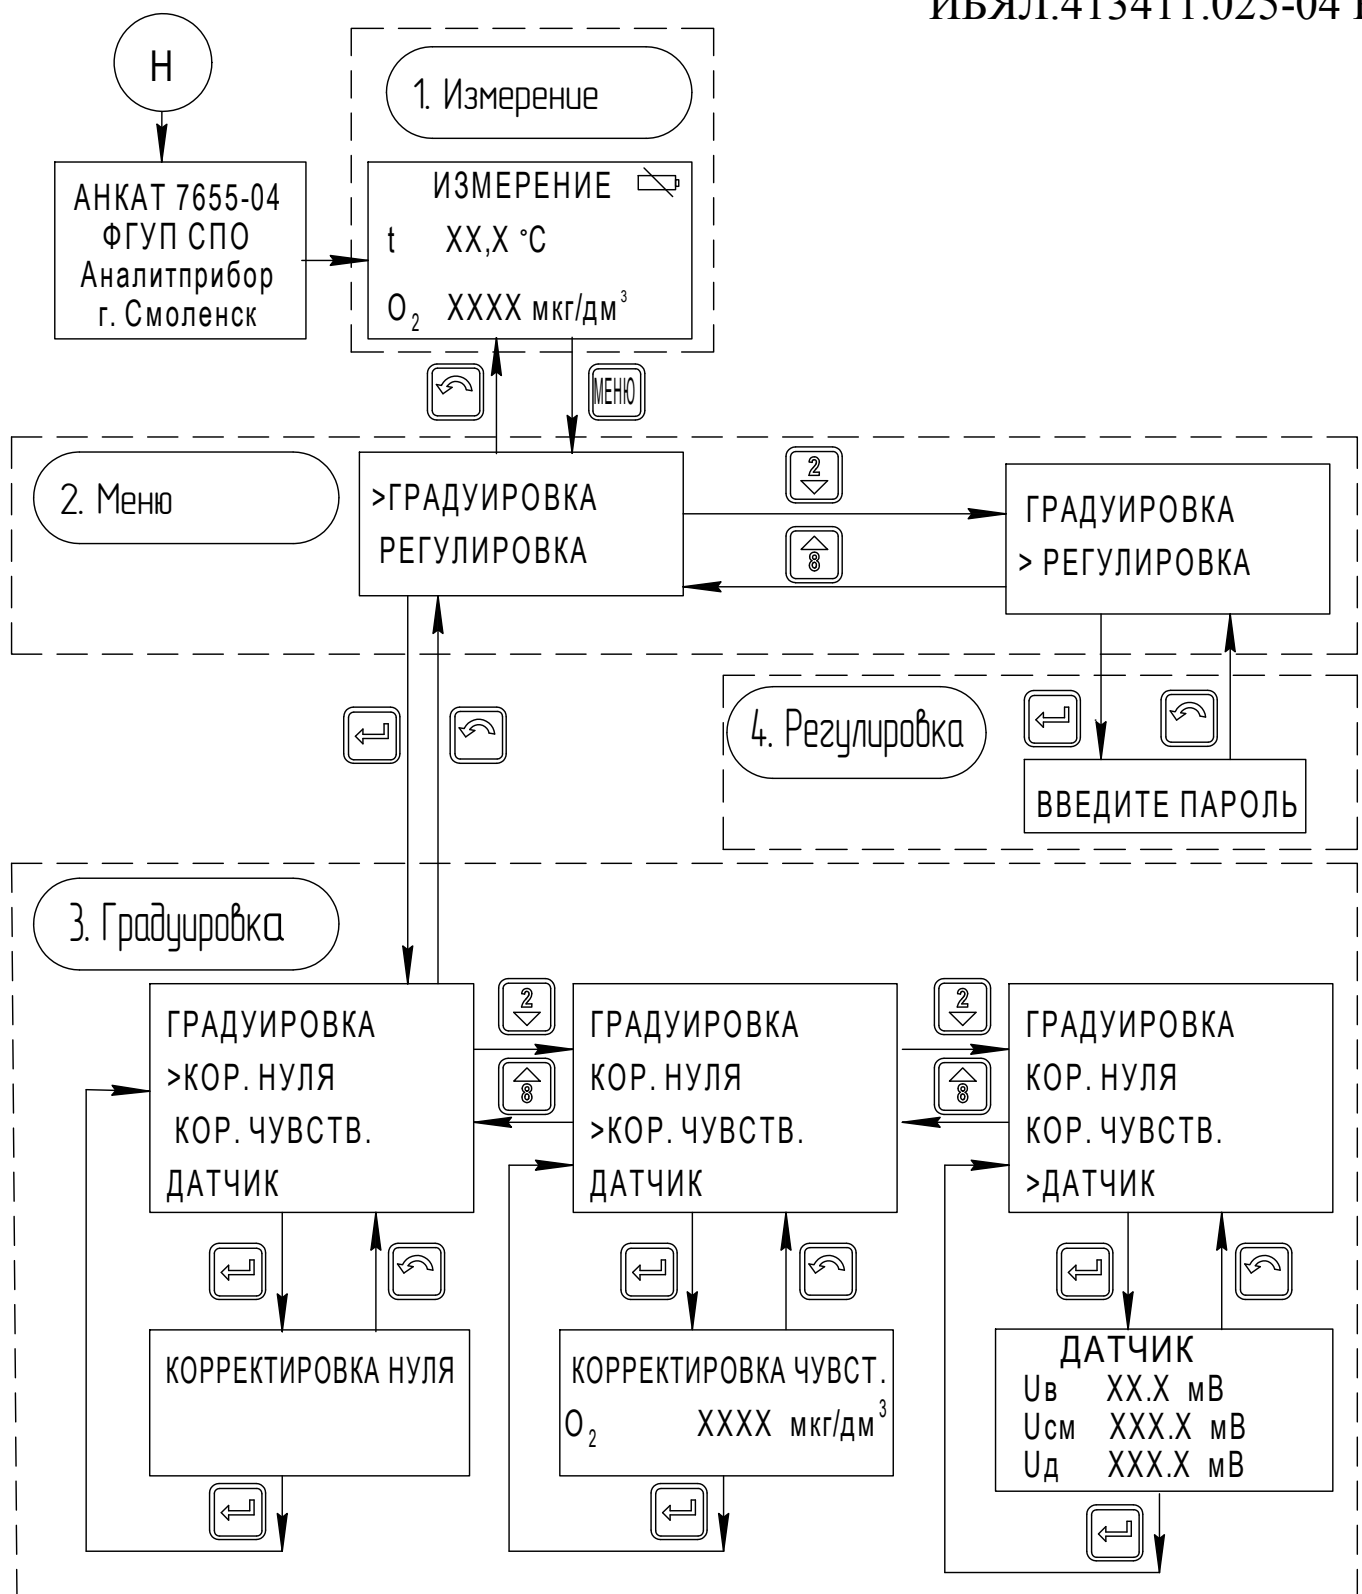 ИБЯЛ.413411.025-04
Н
1. Измерение
АНКАТ 7655-04
ФГУП СПО
Аналитприбор
г. Смоленск
ИЗМЕРЕНИЕ
t XX,X °C
O₂ XXXX мкг/дм³
МЕНЮ
2. Меню
>ГРАДУИРОВКА
РЕГУЛИРОВКА
2
8
ГРАДУИРОВКА
> РЕГУЛИРОВКА
4. Регулировка
ВВЕДИТЕ ПАРОЛЬ
3. Градуировка
ГРАДУИРОВКА
>КОР. НУЛЯ
КОР. ЧУВСТВ.
ДАТЧИК
2
8
ГРАДУИРОВКА
КОР. НУЛЯ
>КОР. ЧУВСТВ.
ДАТЧИК
2
8
ГРАДУИРОВКА
КОР. НУЛЯ
КОР. ЧУВСТВ.
>ДАТЧИК
КОРРЕКТИРОВКА НУЛЯ
КОРРЕКТИРОВКА ЧУВСТ.
O₂ XXXX мкг/дм³
ДАТЧИК
Uв XX.X мВ
Uсм XXX.X мВ
Uд XXX.X мВ